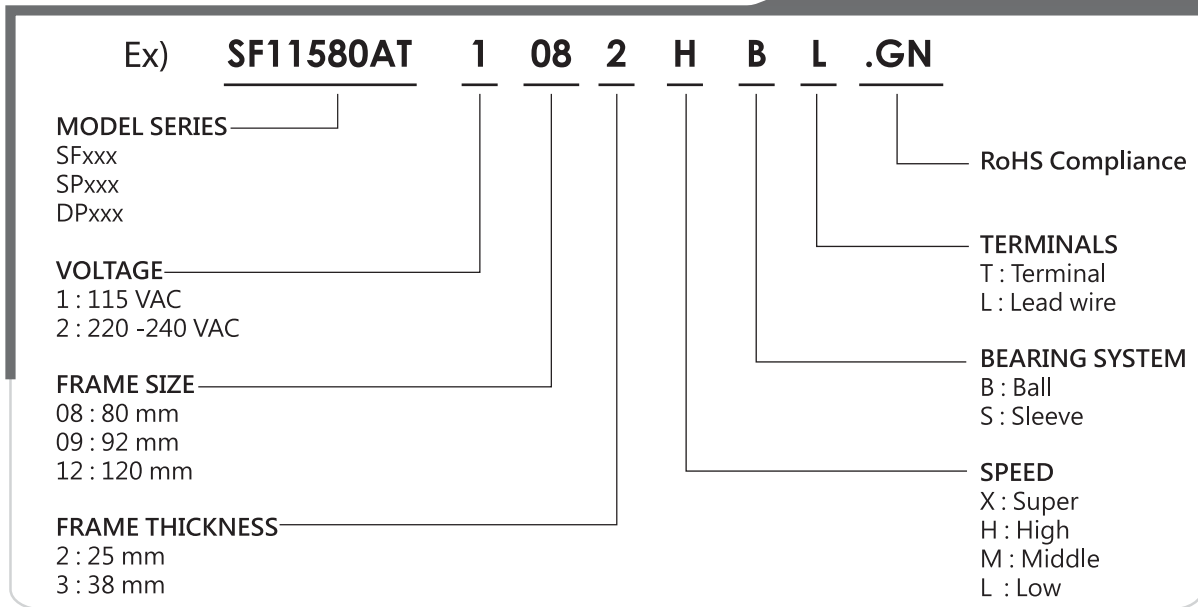 Ex) SF11580AT 1 08 2 H B L .GN
MODEL SERIES
SFxxx
SPxxx
DPxxx
VOLTAGE
1 : 115 VAC
2 : 220 -240 VAC
FRAME SIZE
08 : 80 mm
09 : 92 mm
12 : 120 mm
FRAME THICKNESS
2 : 25 mm
3 : 38 mm
RoHS Compliance
TERMINALS
T : Terminal
L : Lead wire
BEARING SYSTEM
B : Ball
S : Sleeve
SPEED
X : Super
H : High
M : Middle
L : Low